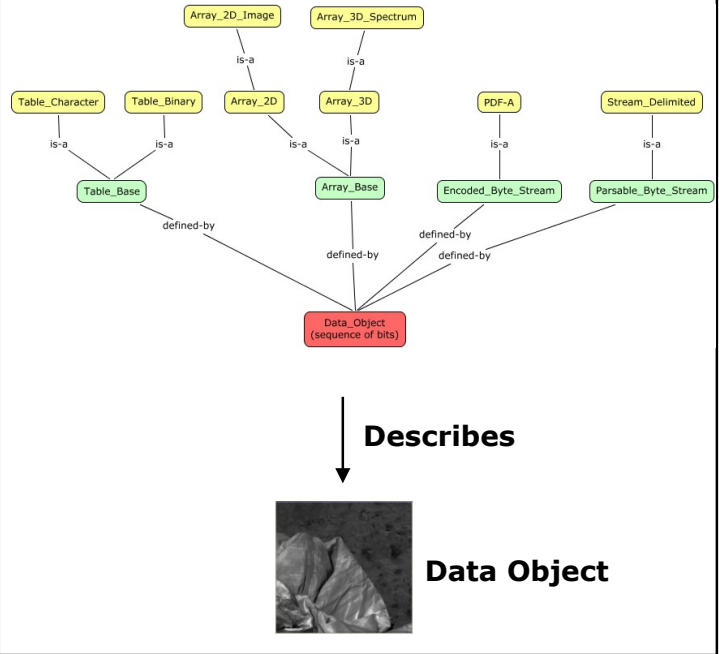 Array_2D_Image
Array_3D_Spectrum
is-a
is-a
Table_Character
Table_Binary
Array_2D
Array_3D
PDF-A
Stream_Delimited
is-a
is-a
is-a
is-a
is-a
is-a
Table_Base
Array_Base
Encoded_Byte_Stream
Parsable_Byte_Stream
defined-by
defined-by
defined-by
defined-by
Data_Object
(sequence of bits)
Describes
Data Object